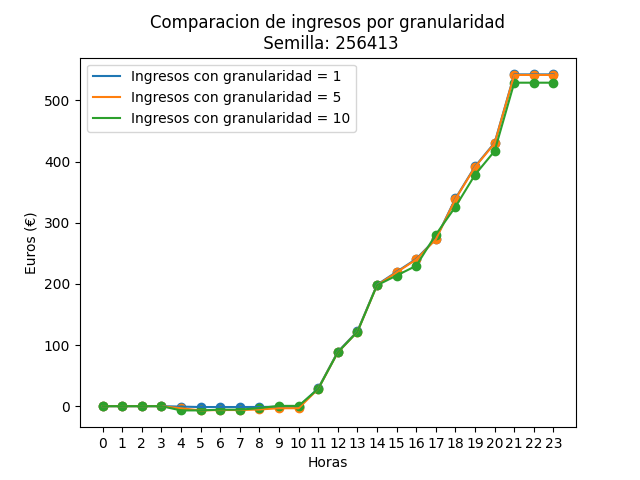 Comparacion de ingresos por granularidad
Semilla: 256413
Ingresos con granularidad = 1
Ingresos con granularidad = 5
Ingresos con granularidad = 10
Euros (€)
500
400
300
200
100
0
0 1 2 3 4 5 6 7 8 9 10 11 12 13 14 15 16 17 18 19 20 21 22 23
Horas